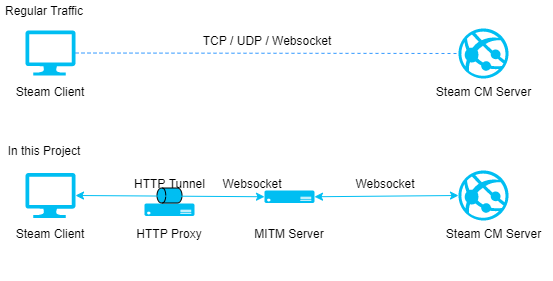 Regular Traffic
TCP / UDP / Websocket
Steam Client
Steam CM Server
In this Project
HTTP Tunnel
Websocket
Websocket
Steam Client
HTTP Proxy
MITM Server
Steam CM Server